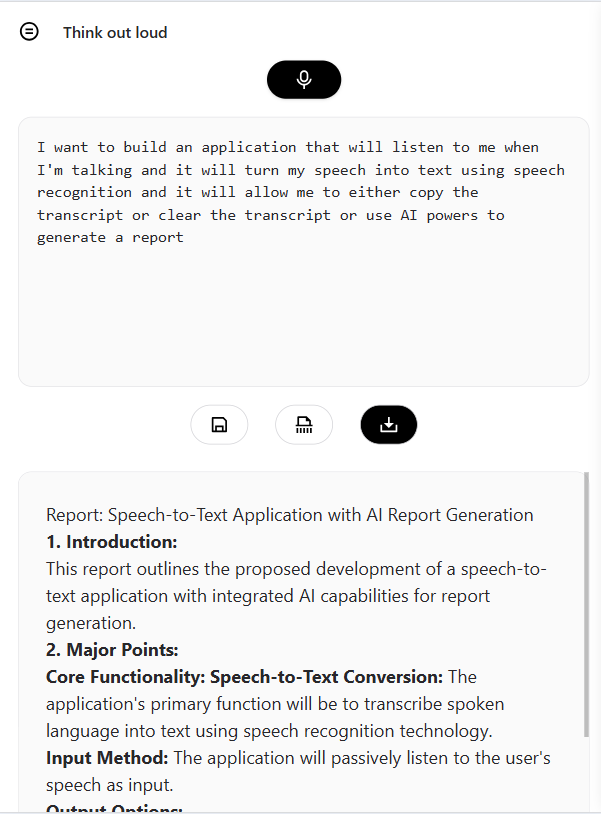 Think out loud
I want to build an application that will listen to me when
I'm talking and it will turn my speech into text using speech
recognition and it will allow me to either copy the
transcript or clear the transcript or use AI powers to
generate a report
Report: Speech-to-Text Application with AI Report Generation
1. Introduction:
This report outlines the proposed development of a speech-to-
text application with integrated AI capabilities for report
generation.
2. Major Points:
Core Functionality: Speech-to-Text Conversion: The
application's primary function will be to transcribe spoken
language into text using speech recognition technology.
Input Method: The application will passively listen to the user's
speech as input.
Output Options: